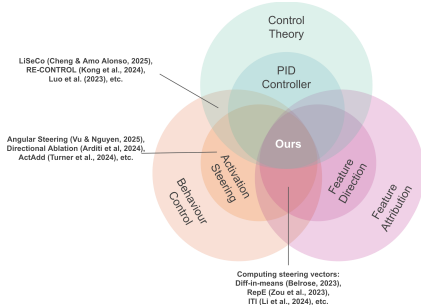 Control
Theory
LiSeCo (Cheng & Amo Alonso, 2025),
RE-CONTROL (Kong et al., 2024),
Luo et al. (2023), etc.
PID
Controller
Angular Steering (Vu & Nguyen, 2025),
Directional Ablation (Arditi et al, 2024),
ActAdd (Turner et al., 2024), etc.
Ours
Activation
Steering
Behaviour
Control
Feature
Direction
Feature
Attribution
Computing steering vectors:
Diff-in-means (Belrose, 2023),
RepE (Zou et al., 2023),
ITI (Li et al., 2024), etc.